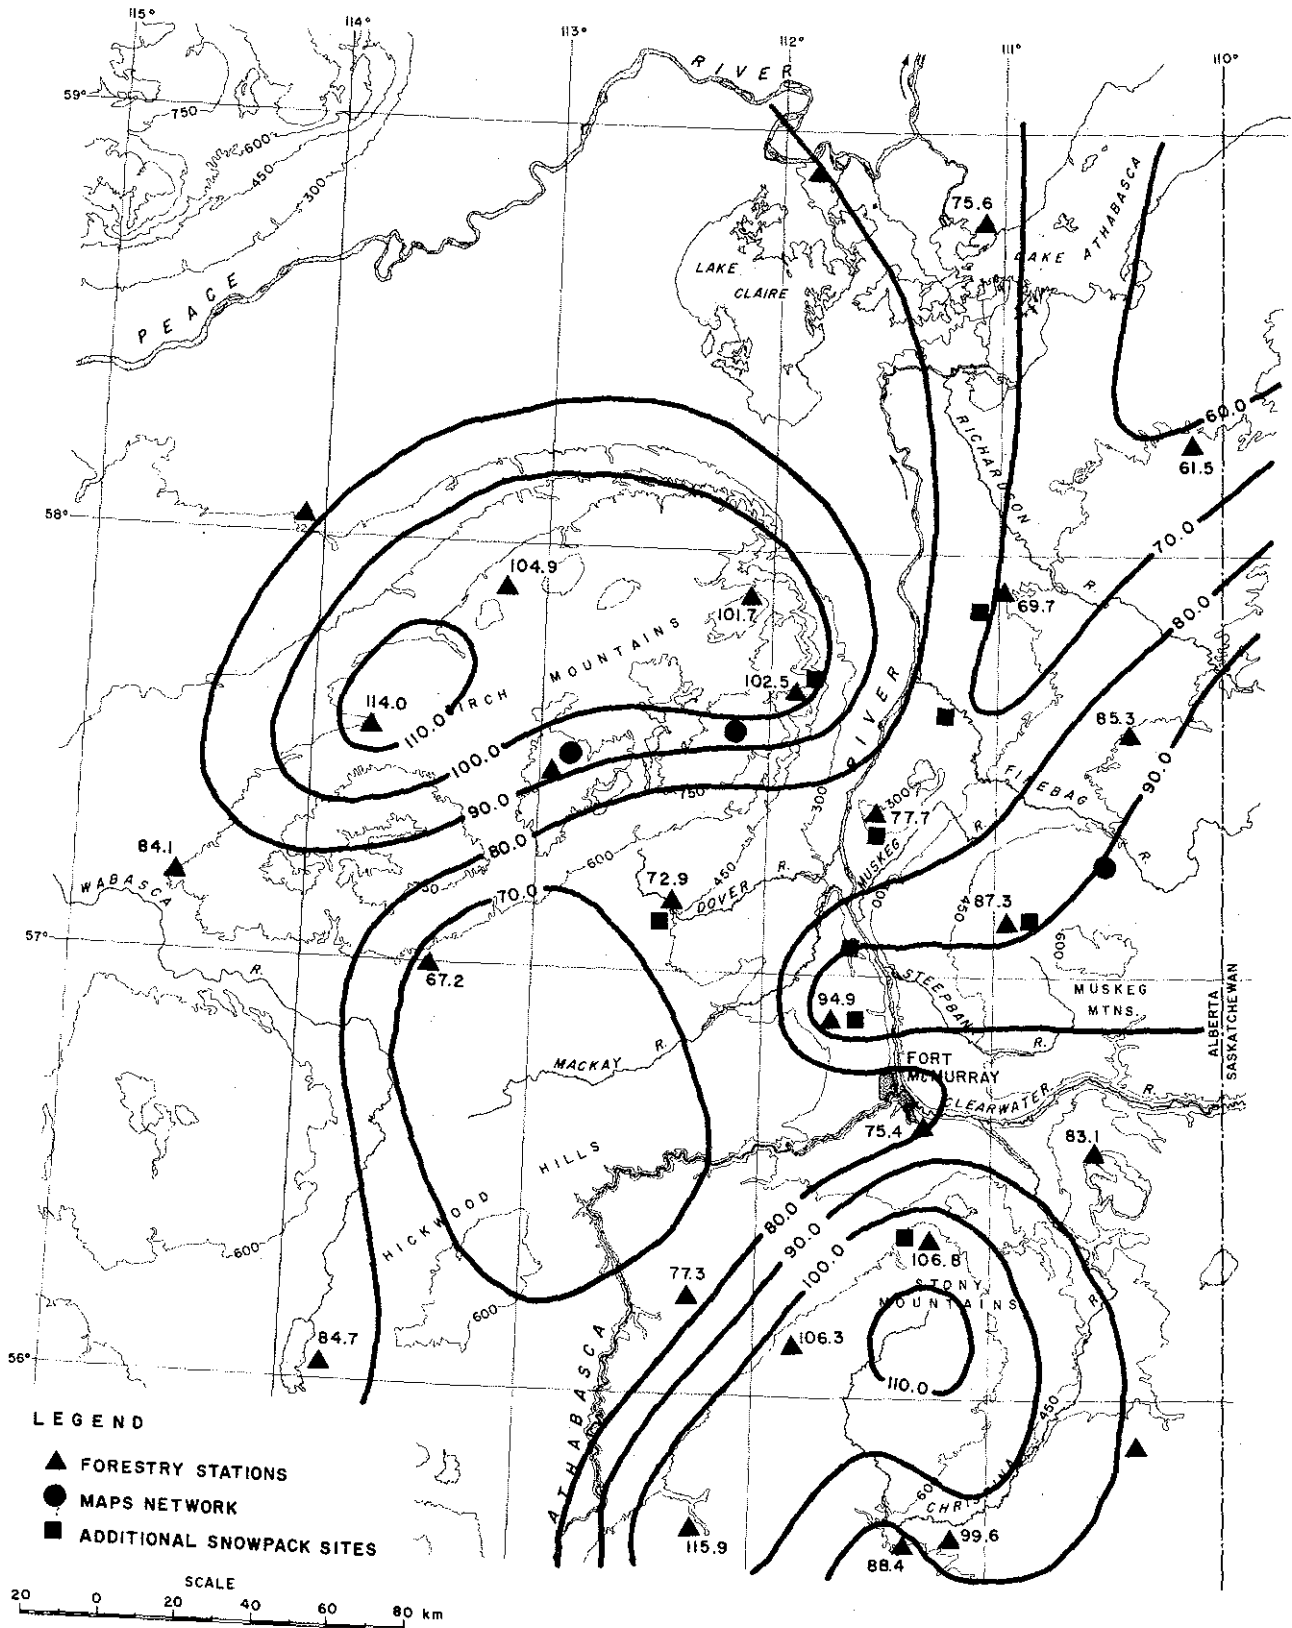 115°
114°
113°
112°
111°
110°
RIVER
59°
750
600
450
300
75.6
LAKE ATHABASCA
LAKE
CLAIRE
PEACE
RICHARDSON
R.
60.0
61.5
58°
70.0
104.9
101.7
69.7
80.0
MOUNTAINS
102.5
114.0
110.0
IRCH
RIVER
85.3
100.0
90.0
FIREBAG
R.
90.0
750
300
300
77.7
R.
80.0
84.1
600
MUSKEG
WABASCA
R.
750
70.0
72.9
450
DOVER
R.
87.3
450
600
57°
67.2
STEEPBANK
R.
94.9
MUSKEG
MTNS.
ALBERTA
SASKATCHEWAN
MACKAY
R.
FORT
McMURRAY
CLEARWATER
R.
75.4
83.1
HICKWOOD HILLS
600
80.0
90.0
100.0
106.8
77.3
STONY
MOUNTAINS
R.
600
84.7
106.3
56°
110.0
450
ATHABASCA
LEGEND
FORESTRY STATIONS
MAPS NETWORK
ADDITIONAL SNOWPACK SITES
600
CHRISTINA
115.9
88.4
99.6
SCALE
20 0 20 40 60 80 km